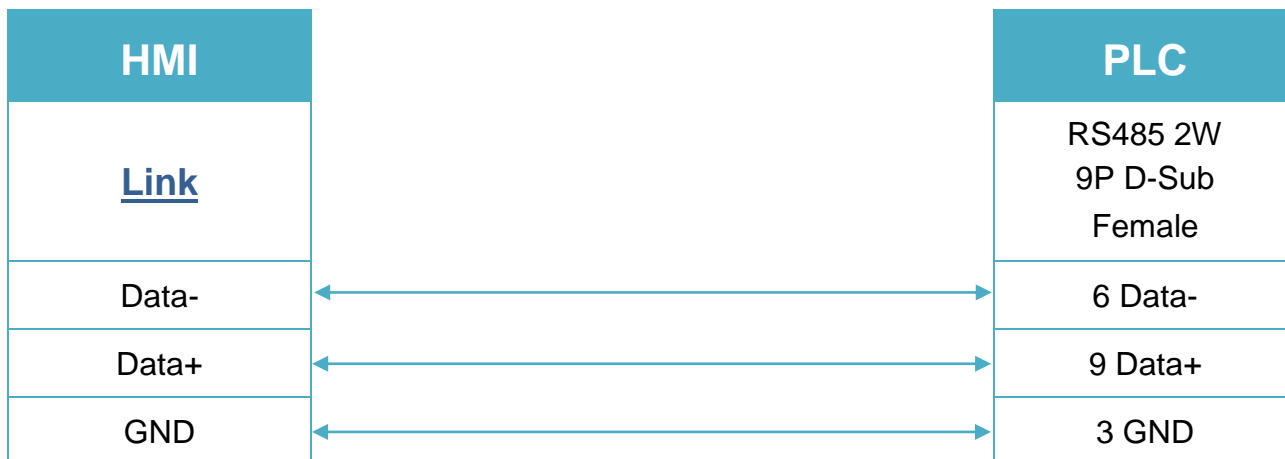 HMI PLC
Link
RS485 2W
9P D-Sub
Female
Data- 6 Data-
Data+ 9 Data+
GND 3 GND